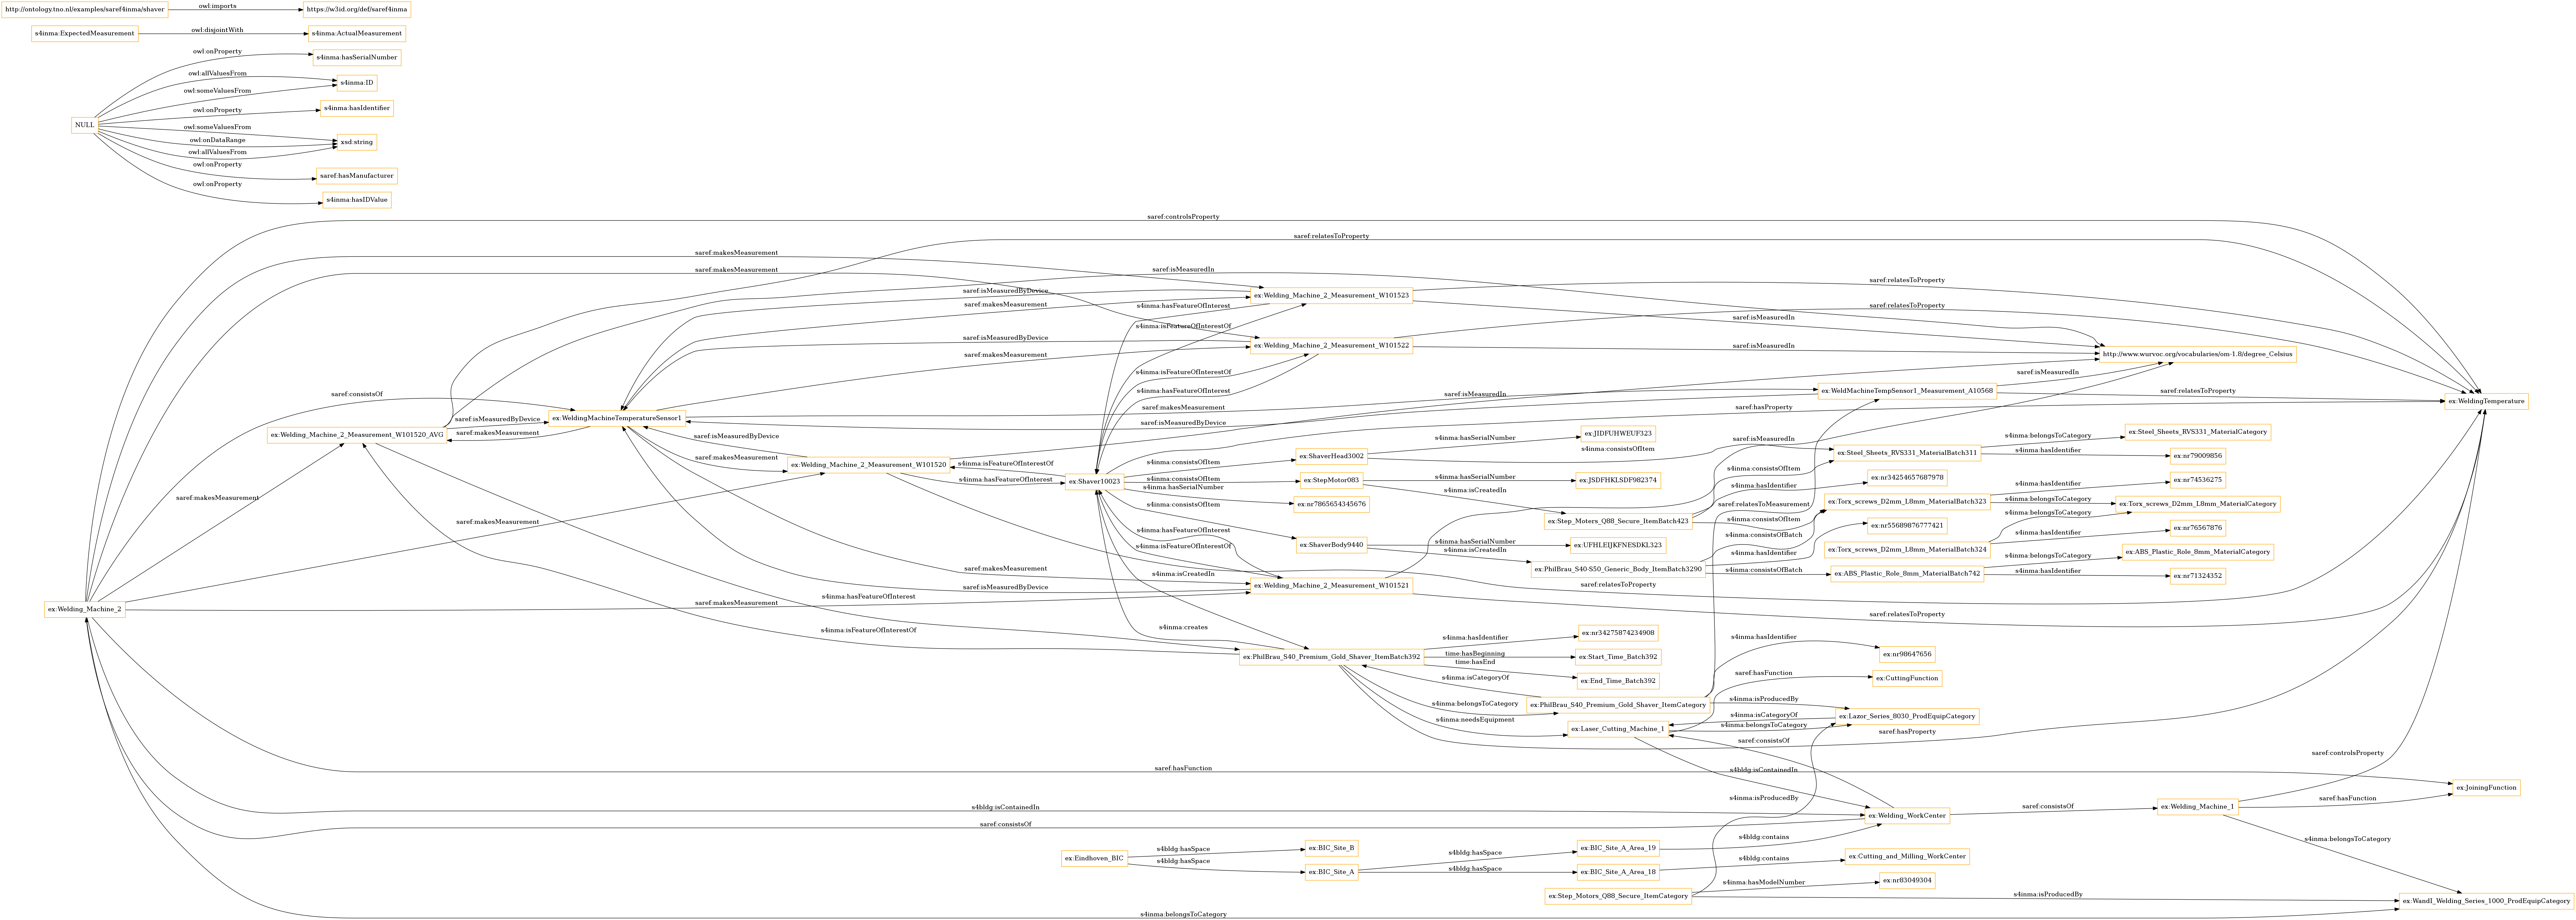 http://ontology.tno.nl/examples/saref4inma/shaver
owl:imports
https://w3id.org/def/saref4inma
s4inma:ExpectedMeasurement
owl:disjointWith
s4inma:ActualMeasurement
owl:onProperty
s4inma:hasSerialNumber
owl:allValuesFrom
s4inma:ID
owl:someValuesFrom
owl:onProperty
s4inma:hasIdentifier
NULL
owl:someValuesFrom
owl:onDataRange
xsd:string
owl:allValuesFrom
owl:onProperty
saref:hasManufacturer
owl:onProperty
s4inma:hasIDValue
saref:controlsProperty
saref:relatesToProperty
saref:makesMeasurement
saref:makesMeasurement
saref:isMeasuredIn
saref:relatesToProperty
saref:isMeasuredByDevice
ex:Welding_Machine_2_Measurement_W101523
saref:makesMeasurement
s4inma:hasFeatureOfInterest
saref:relatesToProperty
saref:isMeasuredIn
s4inma:isFeatureOfInterestOf
saref:isMeasuredByDevice
ex:Welding_Machine_2_Measurement_W101522
saref:isMeasuredIn
saref:makesMeasurement
http://www.wurvoc.org/vocabularies/om-1.8/degree_Celsius
s4inma:isFeatureOfInterestOf
saref:isMeasuredIn
s4inma:hasFeatureOfInterest
saref:isMeasuredIn
ex:WeldMachineTempSensor1_Measurement_A10568
saref:relatesToProperty
saref:consistsOf
ex:WeldingTemperature
saref:makesMeasurement
saref:hasProperty
ex:WeldingMachineTemperatureSensor1
saref:isMeasuredByDevice
saref:isMeasuredByDevice
ex:Welding_Machine_2_Measurement_W101520_AVG
saref:makesMeasurement
saref:isMeasuredByDevice
saref:makesMeasurement
ex:Welding_Machine_2_Measurement_W101520
s4inma:isFeatureOfInterestOf
s4inma:hasFeatureOfInterest
ex:Shaver10023
s4inma:consistsOfItem
s4inma:consistsOfItem
s4inma:hasSerialNumber
s4inma:consistsOfItem
ex:ShaverHead3002
s4inma:hasSerialNumber
ex:JIDFUHWEUF323
s4inma:consistsOfItem
saref:isMeasuredIn
ex:Steel_Sheets_RVS331_MaterialBatch311
s4inma:belongsToCategory
ex:Steel_Sheets_RVS331_MaterialCategory
s4inma:hasIdentifier
ex:nr79009856
ex:StepMotor083
s4inma:hasSerialNumber
ex:JSDFHKLSDF982374
s4inma:isCreatedIn
s4inma:consistsOfItem
s4inma:hasIdentifier
ex:nr34254657687978
ex:nr7865654345676
saref:relatesToMeasurement
ex:Torx_screws_D2mm_L8mm_MaterialBatch323
s4inma:hasIdentifier
ex:nr74536275
s4inma:belongsToCategory
ex:Torx_screws_D2mm_L8mm_MaterialCategory
ex:Step_Motors_Q88_Secure_ItemBatch423
s4inma:consistsOfItem
ex:nr55689876777421
s4inma:belongsToCategory
s4inma:hasIdentifier
ex:nr76567876
s4inma:consistsOfBatch
ex:ShaverBody9440
s4inma:hasSerialNumber
ex:UFHLEIJKFNESDKL323
s4inma:isCreatedIn
s4inma:hasIdentifier
ex:Torx_screws_D2mm_L8mm_MaterialBatch324
s4inma:belongsToCategory
ex:ABS_Plastic_Role_8mm_MaterialCategory
ex:PhilBrau_S40-S50_Generic_Body_ItemBatch3290
s4inma:consistsOfBatch
ex:ABS_Plastic_Role_8mm_MaterialBatch742
s4inma:hasIdentifier
ex:nr71324352
saref:makesMeasurement
saref:makesMeasurement
s4inma:hasFeatureOfInterest
s4inma:isFeatureOfInterestOf
saref:makesMeasurement
saref:isMeasuredByDevice
ex:Welding_Machine_2_Measurement_W101521
s4inma:isCreatedIn
saref:relatesToProperty
saref:relatesToProperty
ex:Welding_Machine_2
saref:makesMeasurement
s4inma:hasFeatureOfInterest
s4inma:isFeatureOfInterestOf
s4inma:creates
ex:PhilBrau_S40_Premium_Gold_Shaver_ItemBatch392
s4inma:hasIdentifier
ex:nr34275874234908
time:hasBeginning
ex:Start_Time_Batch392
time:hasEnd
ex:End_Time_Batch392
s4inma:hasIdentifier
ex:nr98647656
s4inma:isCategoryOf
saref:hasFunction
ex:CuttingFunction
s4inma:belongsToCategory
ex:PhilBrau_S40_Premium_Gold_Shaver_ItemCategory
s4inma:isProducedBy
s4inma:needsEquipment
s4inma:isCategoryOf
ex:Lazor_Series_8030_ProdEquipCategory
ex:Laser_Cutting_Machine_1
s4inma:belongsToCategory
saref:hasProperty
saref:consistsOf
saref:controlsProperty
saref:hasFunction
s4bldg:isContainedIn
ex:JoiningFunction
s4inma:isProducedBy
saref:hasFunction
s4bldg:isContainedIn
saref:consistsOf
ex:Welding_Machine_1
ex:Welding_WorkCenter
saref:consistsOf
s4bldg:contains
s4inma:belongsToCategory
ex:Eindhoven_BIC
s4bldg:hasSpace
ex:BIC_Site_B
s4bldg:hasSpace
ex:BIC_Site_A
s4bldg:hasSpace
ex:BIC_Site_A_Area_19
s4bldg:hasSpace
ex:BIC_Site_A_Area_18
s4bldg:contains
ex:Cutting_and_Milling_WorkCenter
s4inma:hasModelNumber
ex:nr83049304
ex:Step_Motors_Q88_Secure_ItemCategory
s4inma:isProducedBy
ex:WandI_Welding_Series_1000_ProdEquipCategory
s4inma:belongsToCategory